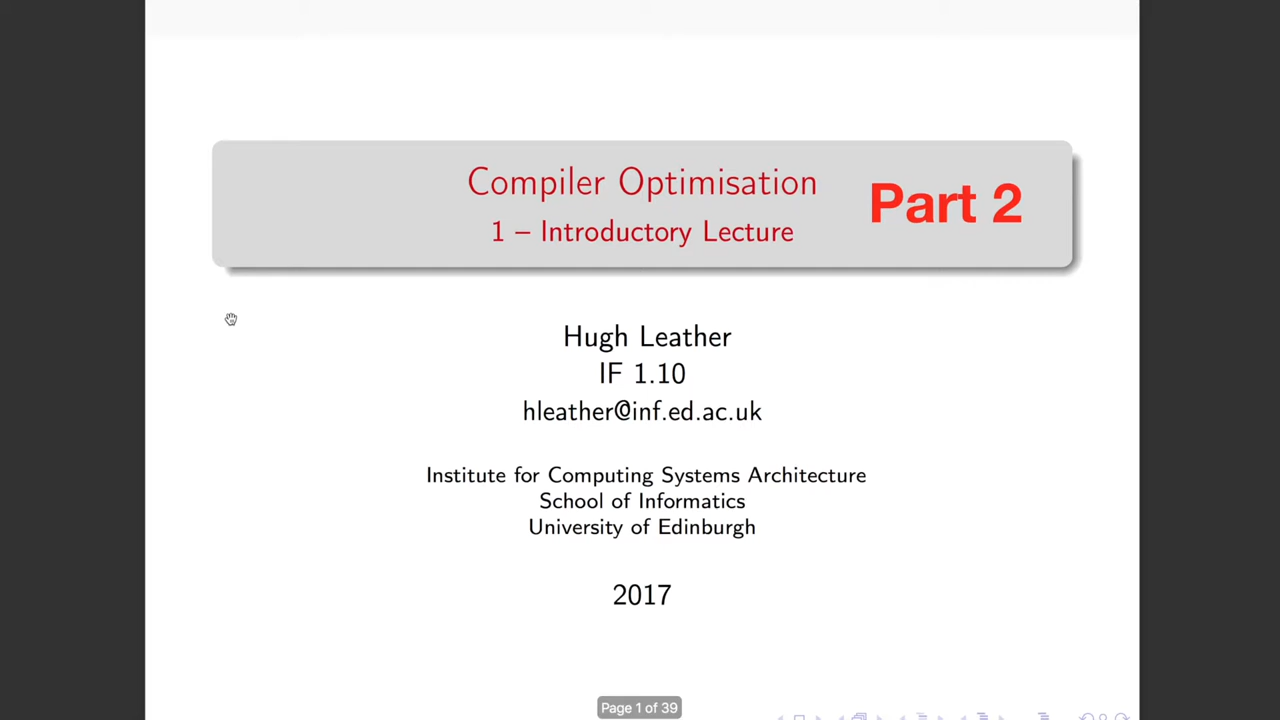 Compiler Optimisation
1 – Introductory Lecture
Part 2
Hugh Leather
IF 1.10
hleather@inf.ed.ac.uk
Institute for Computing Systems Architecture
School of Informatics
University of Edinburgh
2017
Page 1 of 39